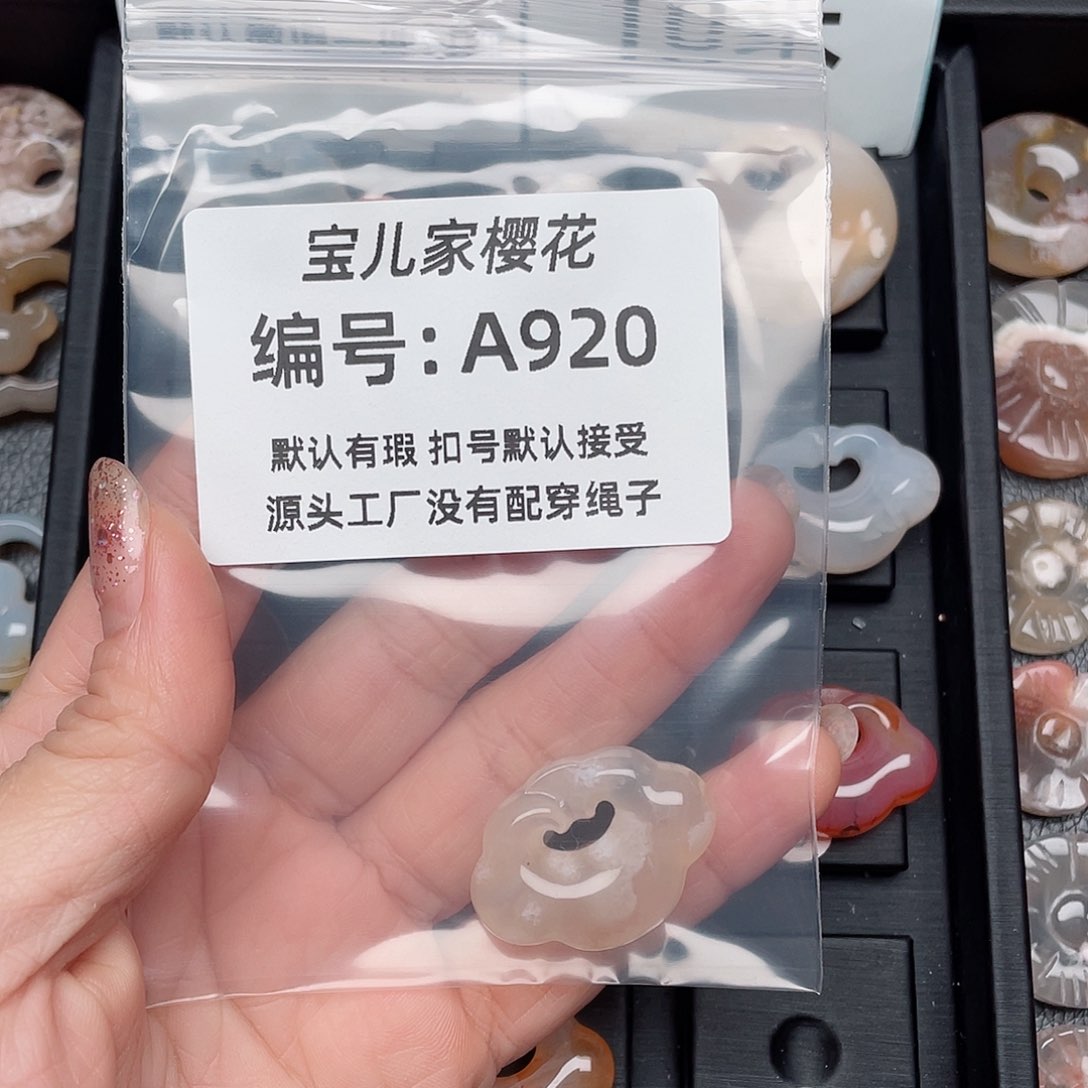 宝儿家樱花
编号：A920
默认有瑕 扣号默认接受
源头工厂没有配穿绳子